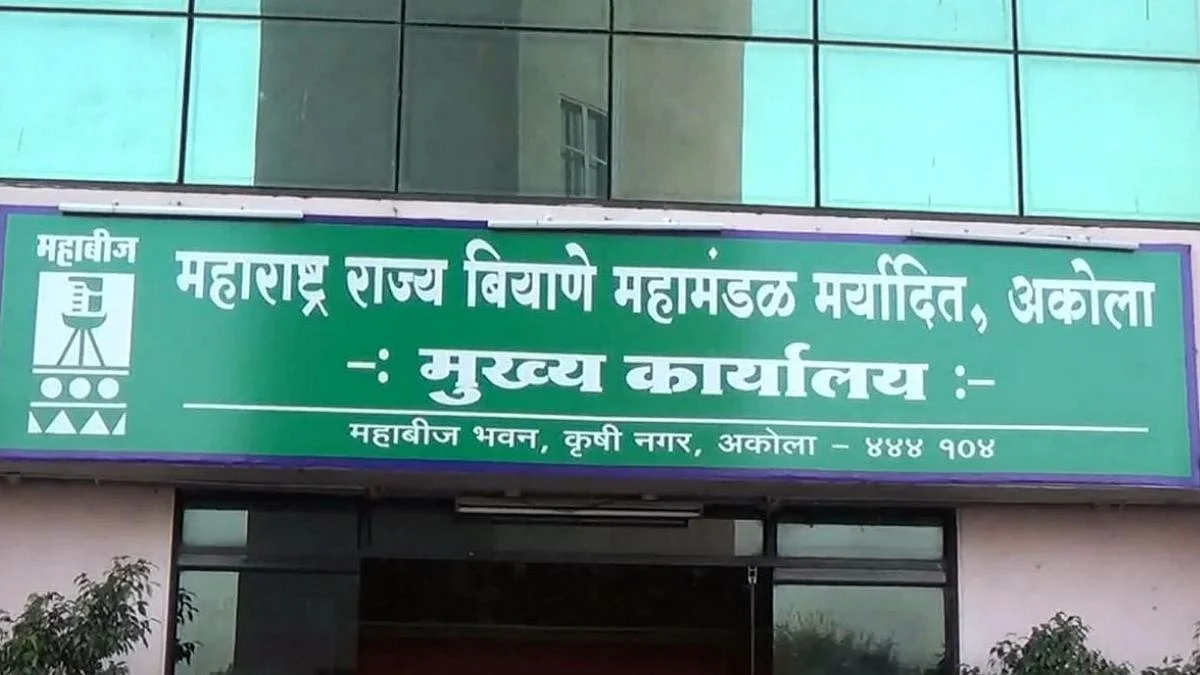 महाबीज
महाराष्ट्र राज्य बियाणे महामंडळ मर्यादित, अकोला
-: मुख्य कार्यालय :-
महाबीज भवन, कृषी नगर, अकोला - ४४४ १०४